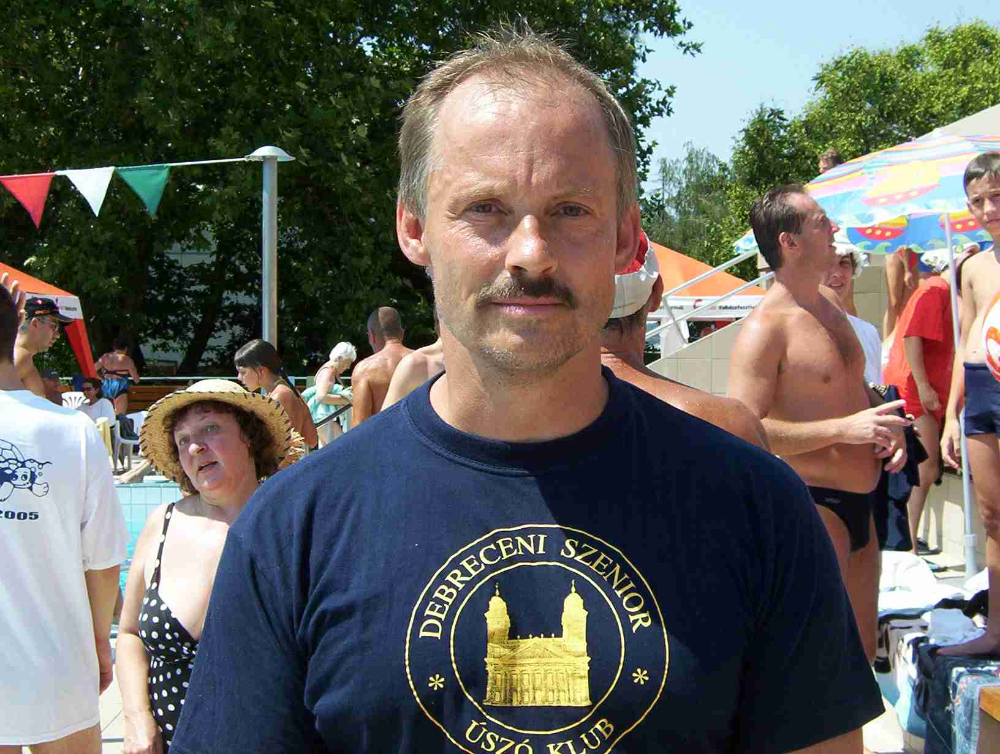 DEBRECENI SZENIOR
* *
ÚSZÓ KLUB
2005